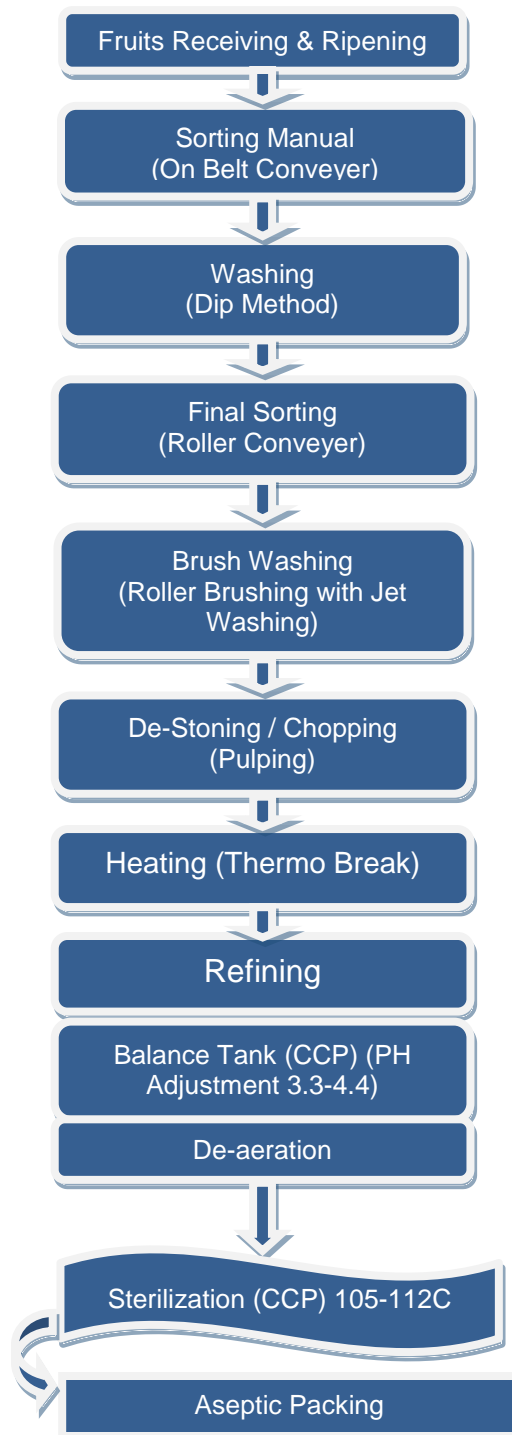 Fruits Receiving & Ripening
Sorting Manual
(On Belt Conveyer)
Washing
(Dip Method)
Final Sorting
(Roller Conveyer)
Brush Washing
(Roller Brushing with Jet
Washing)
De-Stoning / Chopping
(Pulping)
Heating (Thermo Break)
Refining
Balance Tank (CCP) (PH
Adjustment 3.3-4.4)
De-aeration
Sterilization (CCP) 105-112C
Aseptic Packing